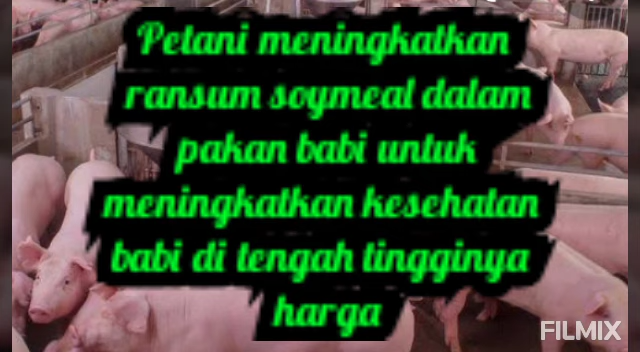 Petani meningkatkan
ransum soymeal dalam
pakan babi untuk
meningkatkan kesehatan
babi di tengah tingginya
harga
FILMIX